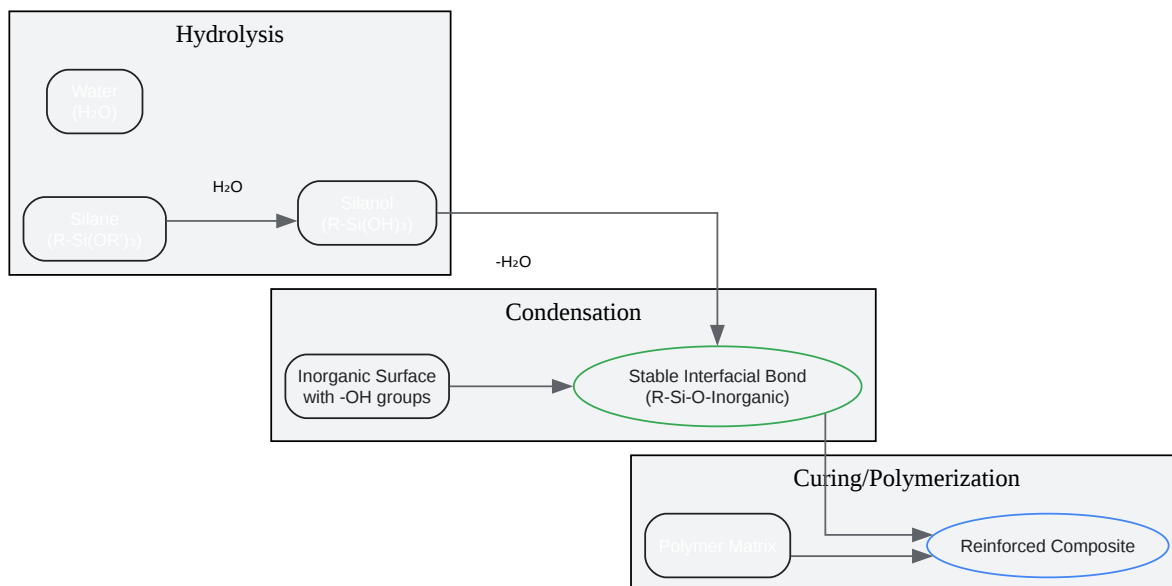 Hydrolysis
Water
(H₂O)
H₂O
Silane
(R-Si(OR')₃)
Silanol
(R-Si(OH)₃)
-H₂O
Condensation
Inorganic Surface
with -OH groups
Stable Interfacial Bond
(R-Si-O-Inorganic)
Curing/Polymerization
Polymer Matrix
Reinforced Composite